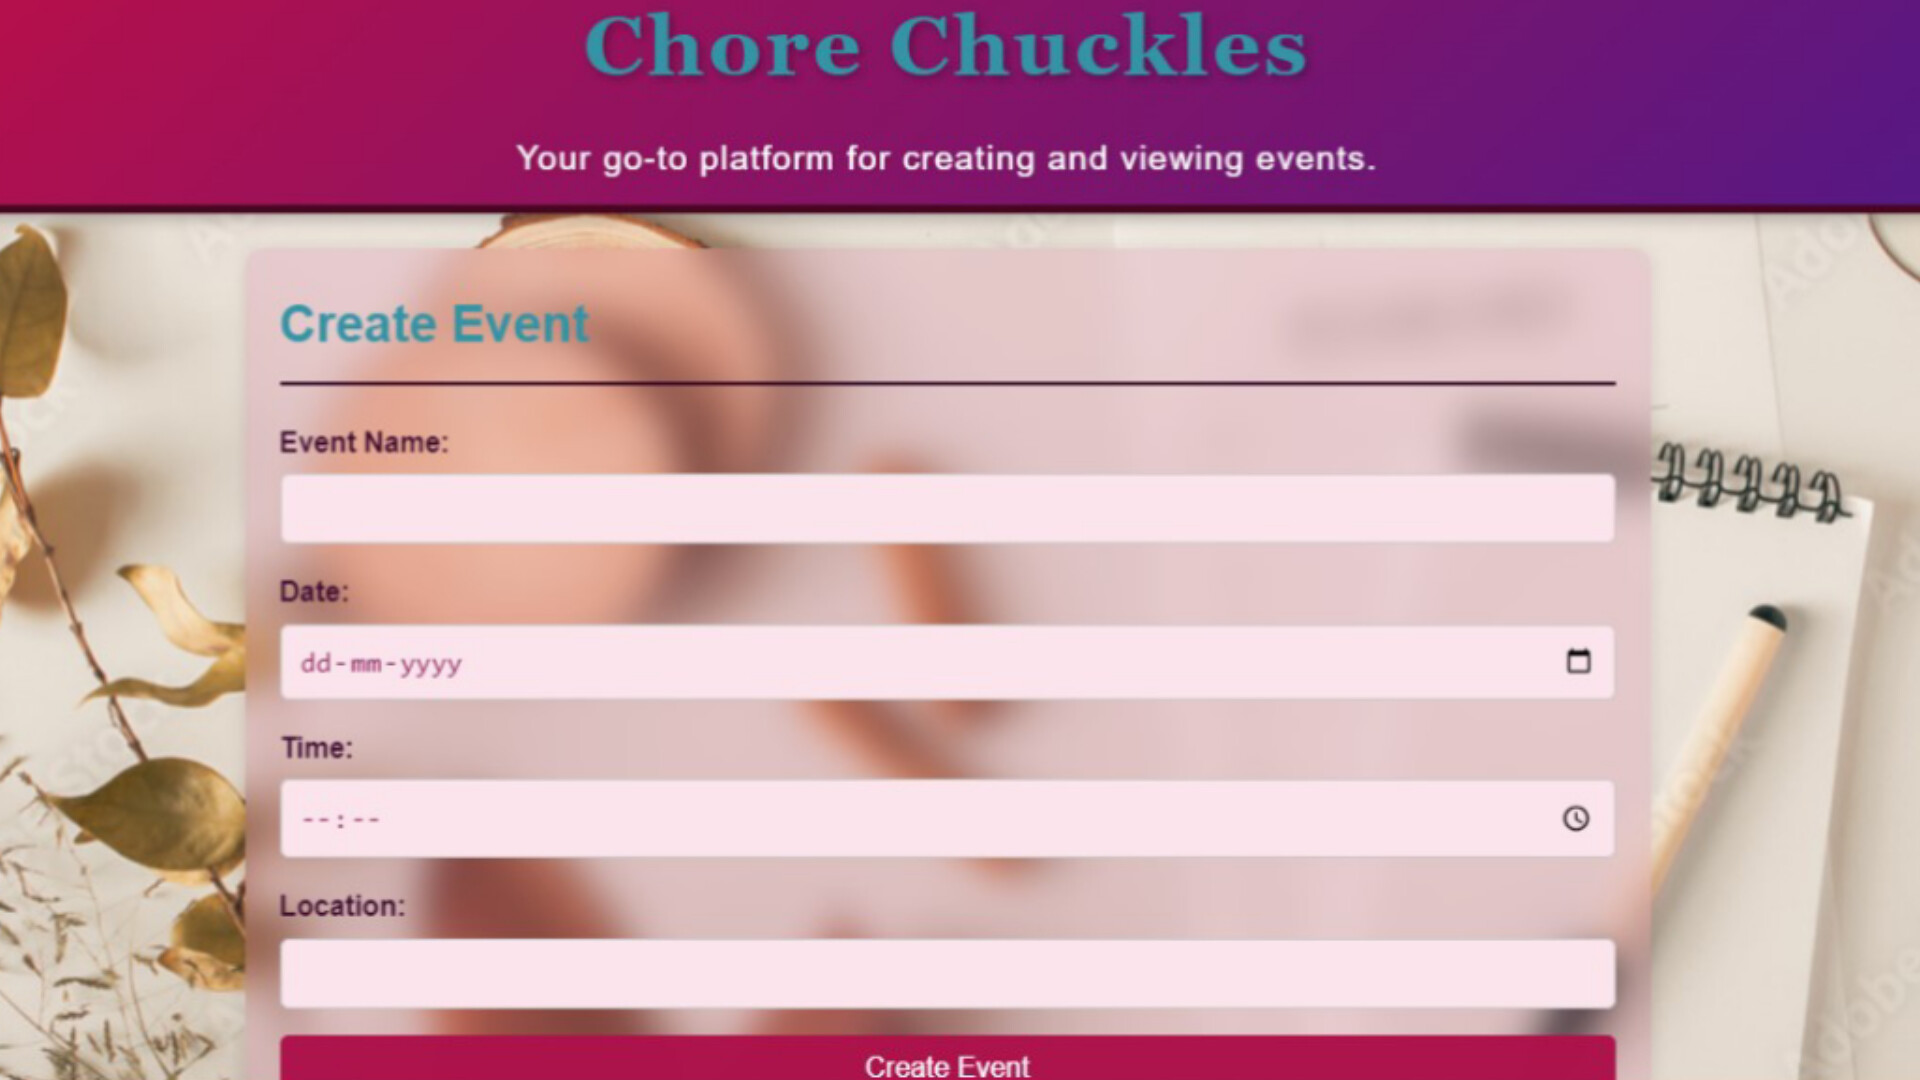 Chore Chuckles
Your go-to platform for creating and viewing events.
Create Event
Event Name:
Date:
dd-mm-yyyy
Time:
--:--
Location:
Create Event